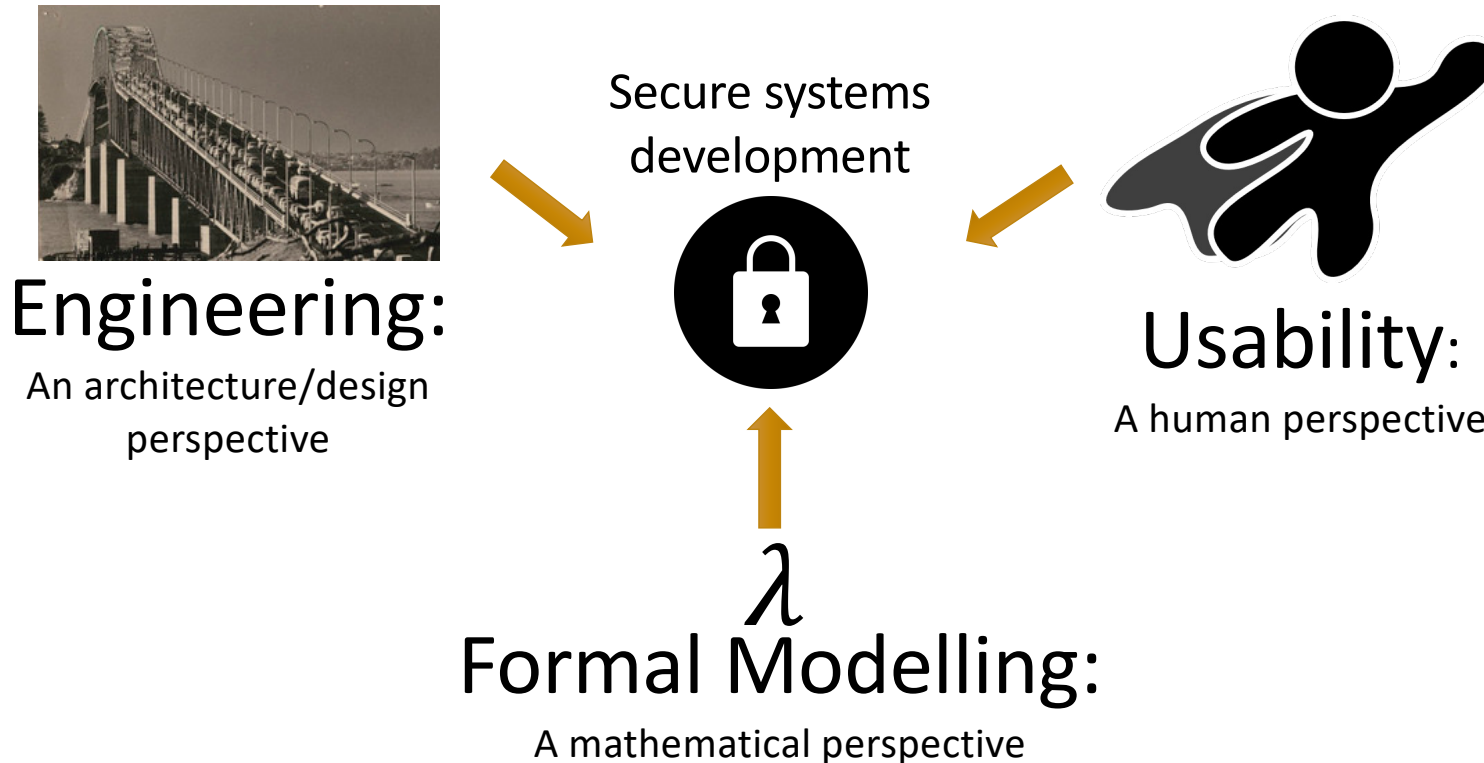 Secure systems
development
Engineering:
An architecture/design
perspective
Usability:
A human perspective
λ
Formal Modelling:
A mathematical perspective